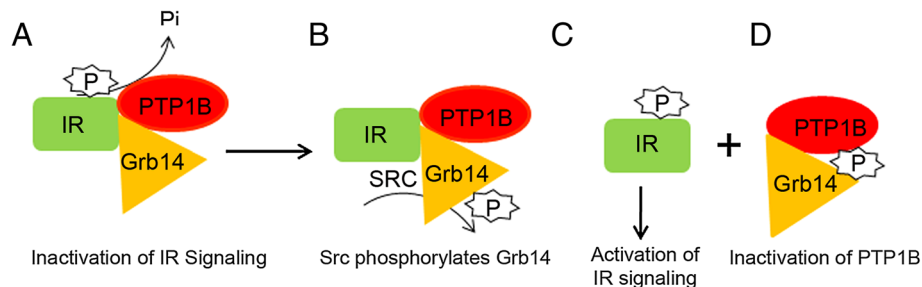 A
Pi
P
PTP1B
IR
Grb14
Inactivation of IR Signaling
B
IR
PTP1B
Grb14
SRC
P
Src phosphorylates Grb14
C
P
IR
Activation of
IR signaling
+
D
PTP1B
P
Grb14
Inactivation of PTP1B